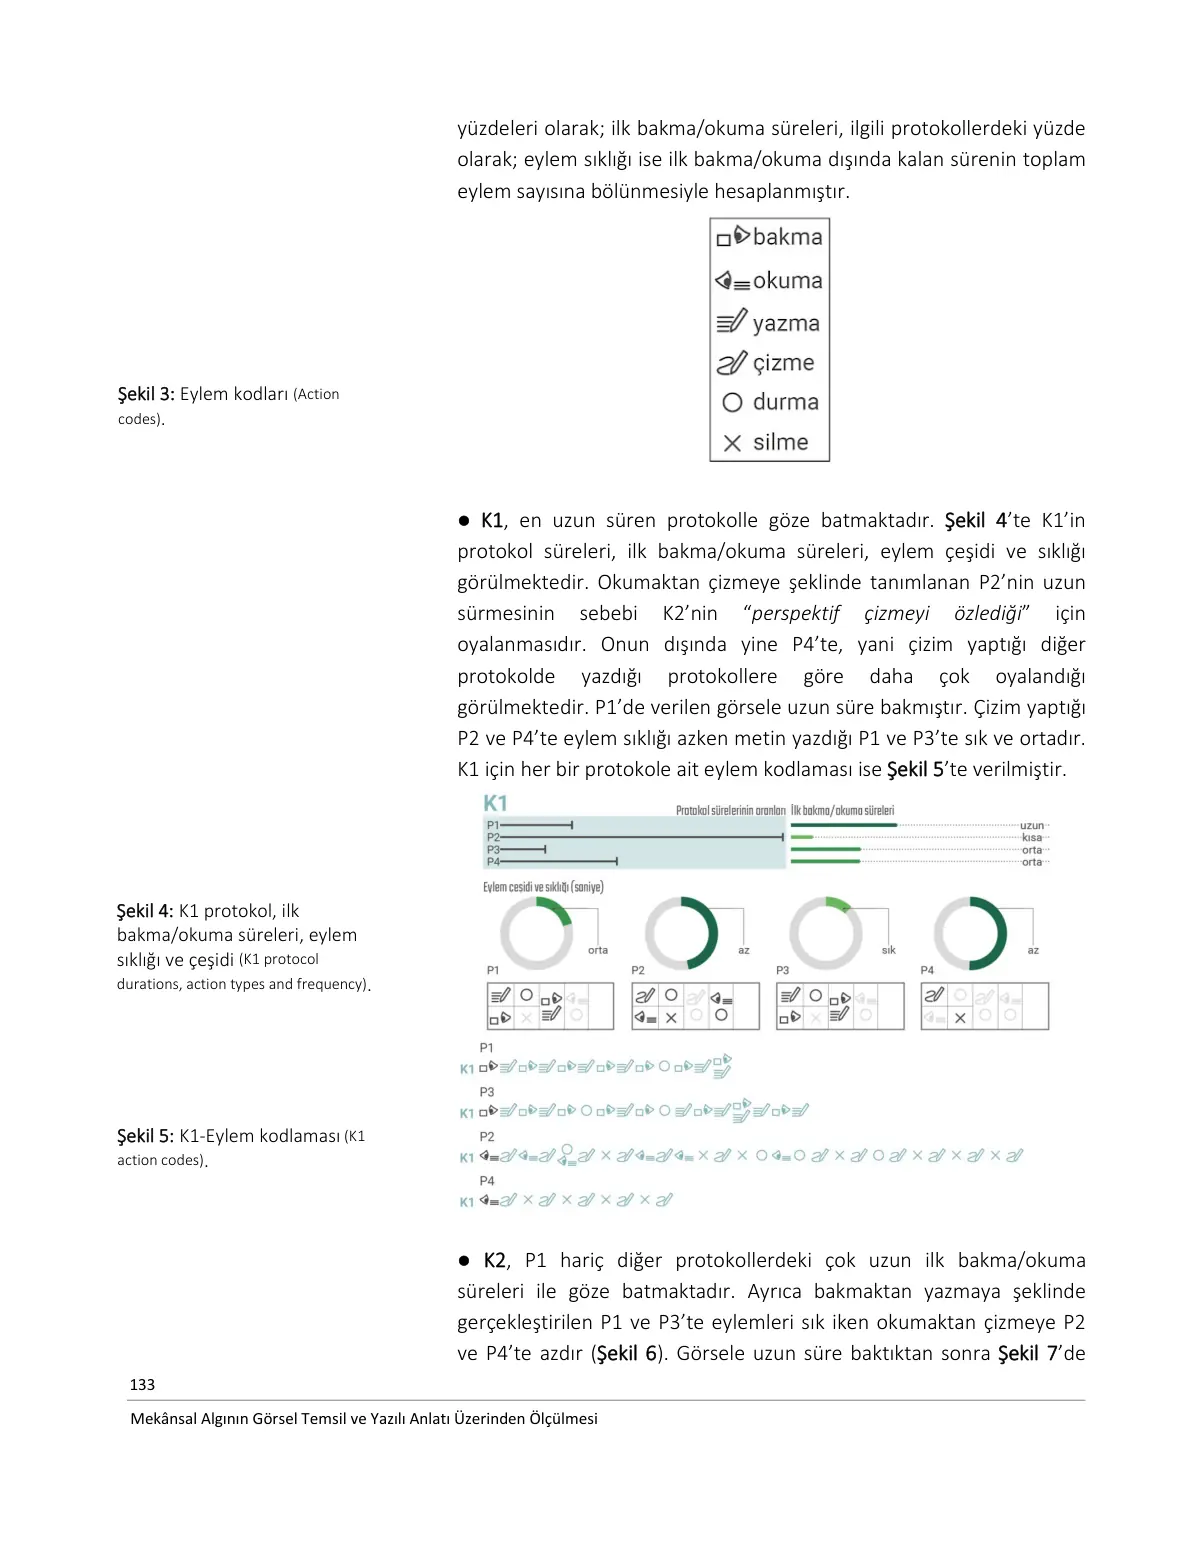 yüzdeleri olarak; ilk bakma/okuma süreleri, ilgili protokollerdeki yüzde
olarak; eylem sıklığı ise ilk bakma/okuma dışında kalan sürenin toplam
eylem sayısına bölünmesiyle hesaplanmıştır.
bakma
okuma
yazma
çizme
durma
silme
Şekil 3: Eylem kodları (Action
codes).
● K1, en uzun süren protokolle göze batmaktadır. Şekil 4’te K1’in
protokol süreleri, ilk bakma/okuma süreleri, eylem çeşidi ve sıklığı
görülmektedir. Okumaktan çizmeye şeklinde tanımlanan P2’nin uzun
sürmesinin sebebi K2’nin “perspektif çizmeyi özlediği” için
oyalanmasıdır. Onun dışında yine P4’te, yani çizim yaptığı diğer
protokolde yazdığı protokollere göre daha çok oyalandığı
görülmektedir. P1’de verilen görsele uzun süre bakmıştır. Çizim yaptığı
P2 ve P4’te eylem sıklığı azken metin yazdığı P1 ve P3’te sık ve ortadır.
K1 için her bir protokole ait eylem kodlaması ise Şekil 5’te verilmiştir.
K1
Protokol sürelerinin oranları İlk bakma/okuma süreleri
P1 uzun
P2 kısa
P3 orta
P4 orta
Eylem çeşidi ve sıklığı (saniye)
orta az sık az
P1 P2 P3 P4
Şekil 4: K1 protokol, ilk
bakma/okuma süreleri, eylem
sıklığı ve çeşidi (K1 protocol
durations, action types and frequency).
P1
K1
P3
K1
P2
K1
P4
K1
Şekil 5: K1-Eylem kodlaması (K1
action codes).
● K2, P1 hariç diğer protokollerdeki çok uzun ilk bakma/okuma
süreleri ile göze batmaktadır. Ayrıca bakmaktan yazmaya şeklinde
gerçekleştirilen P1 ve P3’te eylemleri sık iken okumaktan çizmeye P2
ve P4’te azdır (Şekil 6). Görsele uzun süre baktıktan sonra Şekil 7’de
133
Mekânsal Algının Görsel Temsil ve Yazılı Anlatı Üzerinden Ölçülmesi